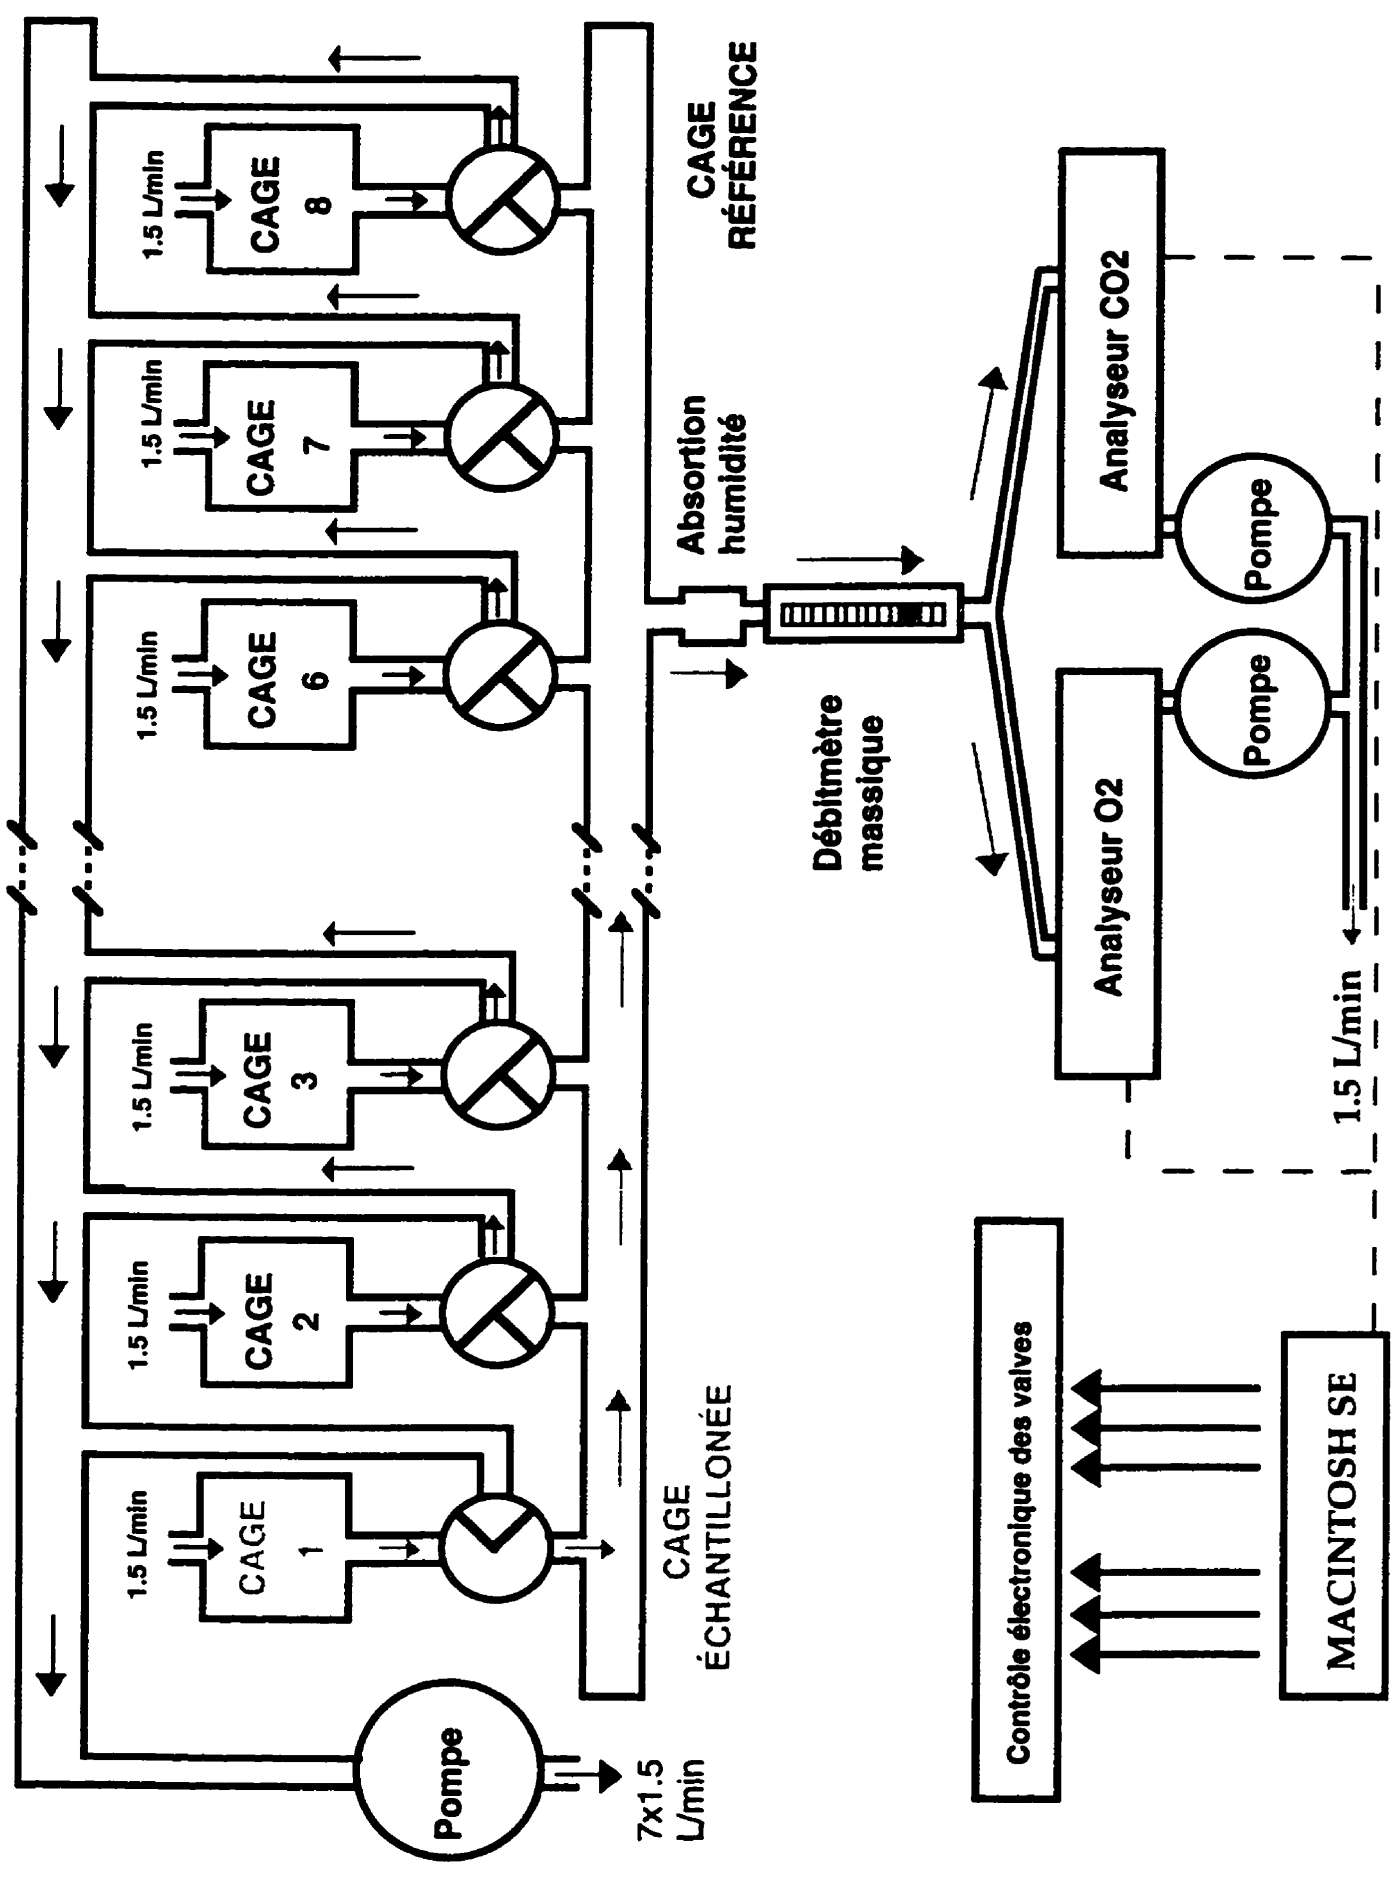 Pompe
7x1.5
L/min
1.5 L/min
CAGE
1
1.5 L/min
CAGE
2
1.5 L/min
CAGE
3
1.5 L/min
CAGE
6
1.5 L/min
CAGE
7
1.5 L/min
CAGE
8
CAGE
ÉCHANTILLONÉE
CAGE
RÉFÉRENCE
Absortion
humidité
Débitmètre
massique
Analyseur O2
Analyseur CO2
Pompe
Pompe
1.5 L/min
Contrôle électronique des valves
MACINTOSH SE